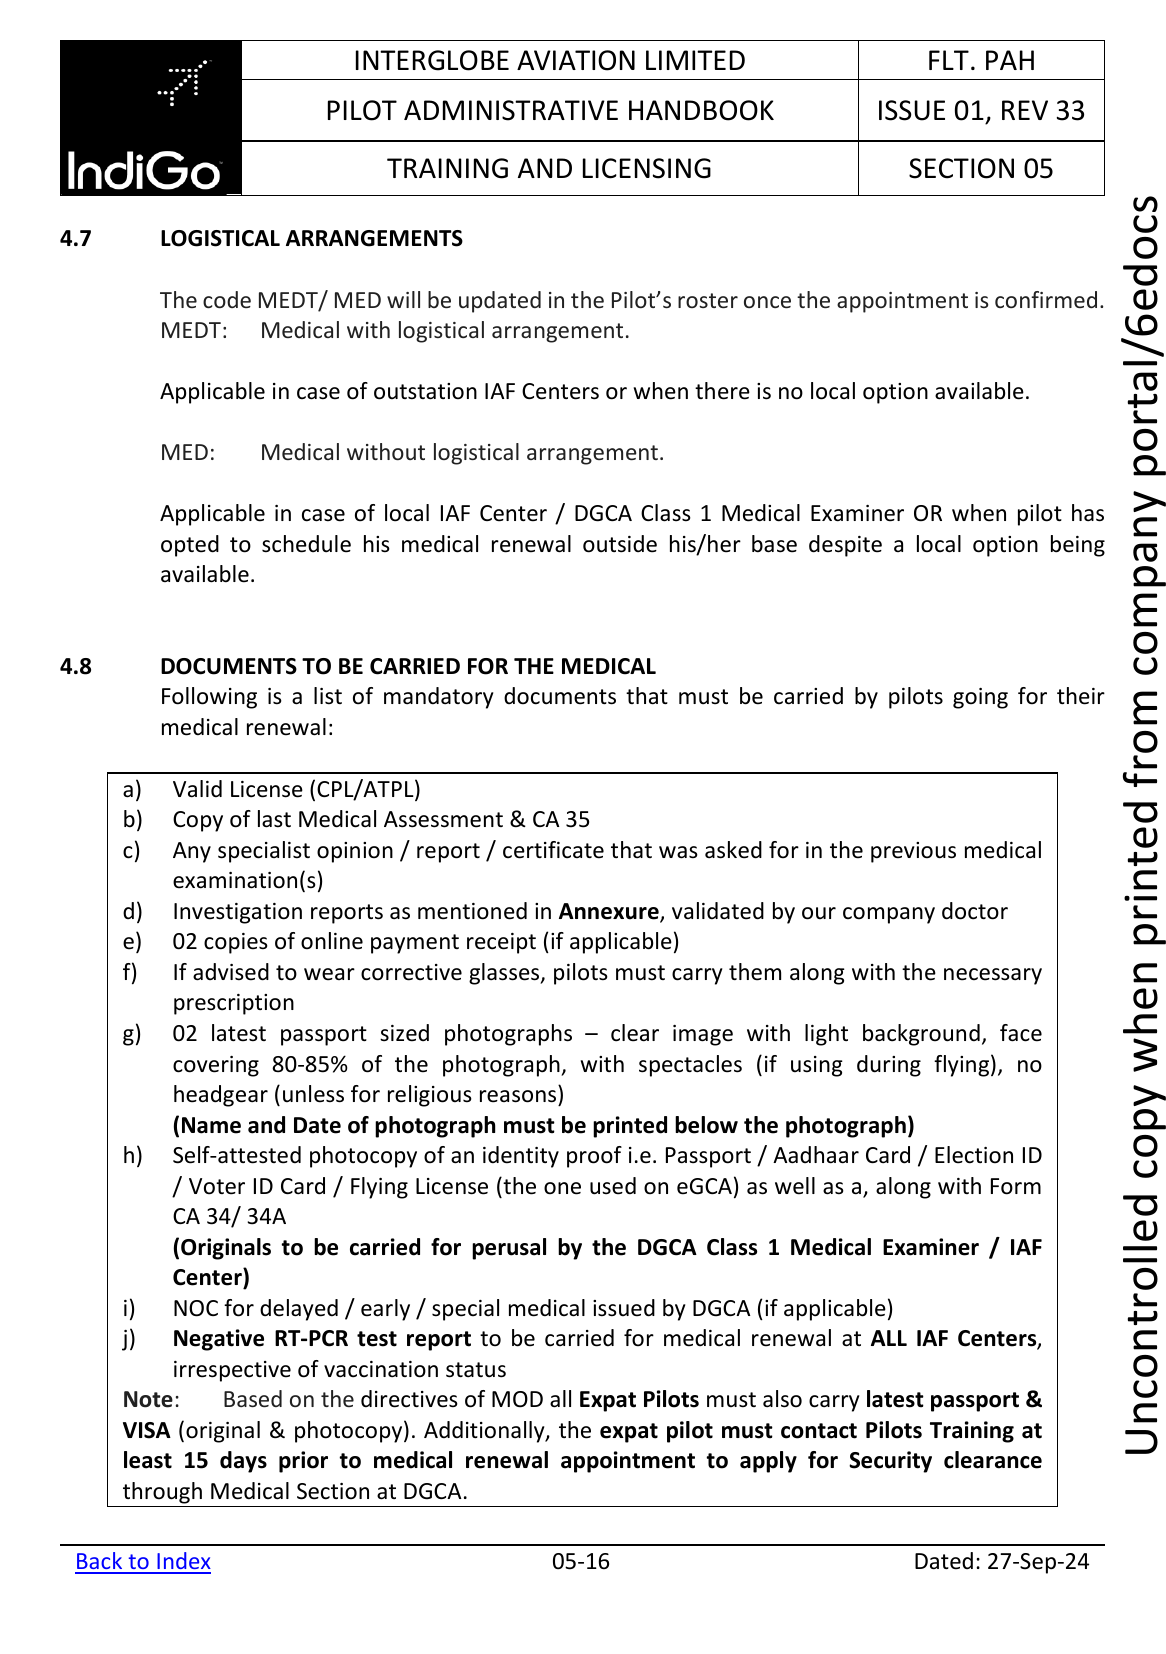 IndiGo
INTERGLOBE AVIATION LIMITED
FLT. PAH
PILOT ADMINISTRATIVE HANDBOOK
ISSUE 01, REV 33
TRAINING AND LICENSING
SECTION 05
4.7 LOGISTICAL ARRANGEMENTS
The code MEDT/ MED will be updated in the Pilot’s roster once the appointment is confirmed.
MEDT: Medical with logistical arrangement.
Applicable in case of outstation IAF Centers or when there is no local option available.
MED: Medical without logistical arrangement.
Applicable in case of local IAF Center / DGCA Class 1 Medical Examiner OR when pilot has
opted to schedule his medical renewal outside his/her base despite a local option being
available.
4.8 DOCUMENTS TO BE CARRIED FOR THE MEDICAL
Following is a list of mandatory documents that must be carried by pilots going for their
medical renewal:
a) Valid License (CPL/ATPL)
b) Copy of last Medical Assessment & CA 35
c) Any specialist opinion / report / certificate that was asked for in the previous medical
examination(s)
d) Investigation reports as mentioned in Annexure, validated by our company doctor
e) 02 copies of online payment receipt (if applicable)
f) If advised to wear corrective glasses, pilots must carry them along with the necessary
prescription
g) 02 latest passport sized photographs – clear image with light background, face
covering 80-85% of the photograph, with spectacles (if using during flying), no
headgear (unless for religious reasons)
(Name and Date of photograph must be printed below the photograph)
h) Self-attested photocopy of an identity proof i.e. Passport / Aadhaar Card / Election ID
/ Voter ID Card / Flying License (the one used on eGCA) as well as a, along with Form
CA 34/ 34A
(Originals to be carried for perusal by the DGCA Class 1 Medical Examiner / IAF
Center)
i) NOC for delayed / early / special medical issued by DGCA (if applicable)
j) Negative RT-PCR test report to be carried for medical renewal at ALL IAF Centers,
irrespective of vaccination status
Note: Based on the directives of MOD all Expat Pilots must also carry latest passport &
VISA (original & photocopy). Additionally, the expat pilot must contact Pilots Training at
least 15 days prior to medical renewal appointment to apply for Security clearance
through Medical Section at DGCA.
Back to Index
05-16
Dated: 27-Sep-24
Uncontrolled copy when printed from company portal/6edocs